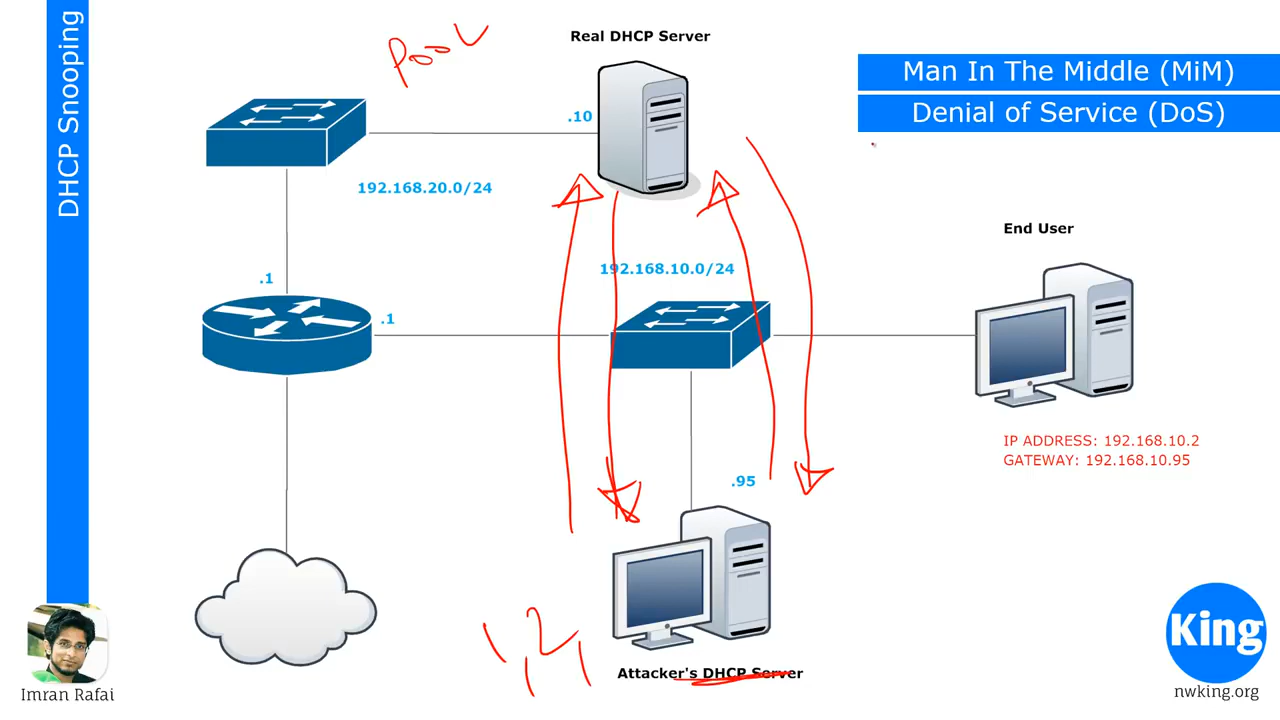 DHCP Snooping
Pool
Real DHCP Server
Man In The Middle (MiM)
Denial of Service (DoS)
.10
192.168.20.0/24
End User
192.168.10.0/24
.1
.1
IP ADDRESS: 192.168.10.2
GATEWAY: 192.168.10.95
.95
Attacker's DHCP Server
King
Imran Rafai
nwking.org